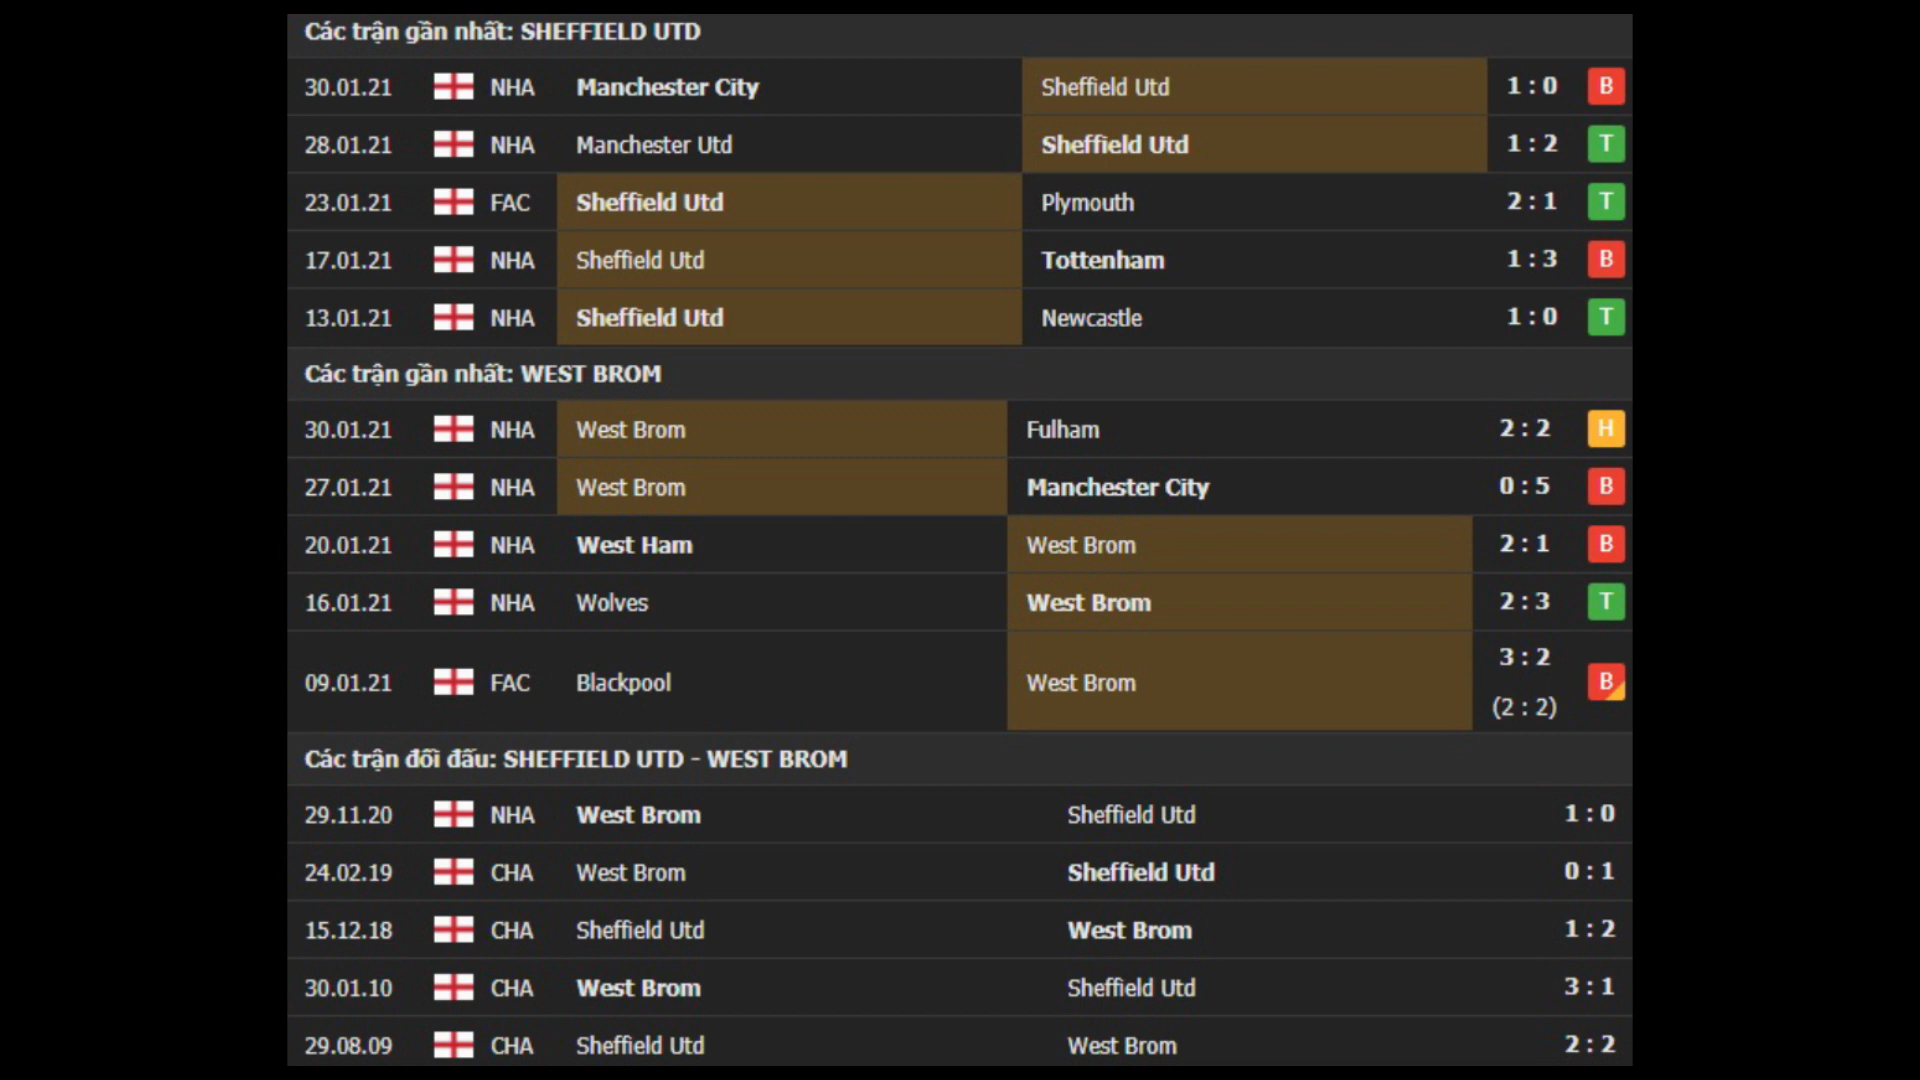 Các trận gần nhất: SHEFFIELD UTD
30.01.21 NHA Manchester City Sheffield Utd 1 : 0 B
28.01.21 NHA Manchester Utd Sheffield Utd 1 : 2 T
23.01.21 FAC Sheffield Utd Plymouth 2 : 1 T
17.01.21 NHA Sheffield Utd Tottenham 1 : 3 B
13.01.21 NHA Sheffield Utd Newcastle 1 : 0 T
Các trận gần nhất: WEST BROM
30.01.21 NHA West Brom Fulham 2 : 2 H
27.01.21 NHA West Brom Manchester City 0 : 5 B
20.01.21 NHA West Ham West Brom 2 : 1 B
16.01.21 NHA Wolves West Brom 2 : 3 T
09.01.21 FAC Blackpool West Brom 3 : 2 B
(2 : 2)
Các trận đối đấu: SHEFFIELD UTD - WEST BROM
29.11.20 NHA West Brom Sheffield Utd 1 : 0
24.02.19 CHA West Brom Sheffield Utd 0 : 1
15.12.18 CHA Sheffield Utd West Brom 1 : 2
30.01.10 CHA West Brom Sheffield Utd 3 : 1
29.08.09 CHA Sheffield Utd West Brom 2 : 2